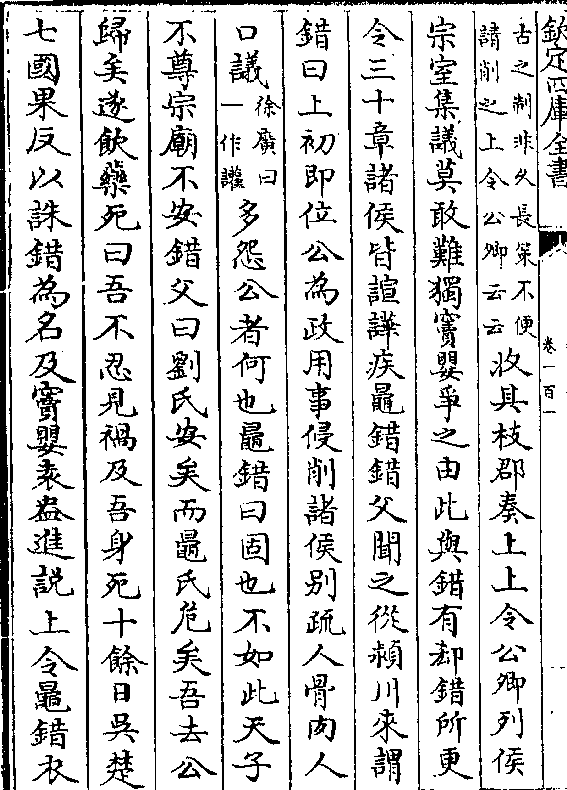 欽定四庫全書
卷一百一
古之制非久長䇿不便
請削之上令公卿云云
收其枝郡奏上上令公卿列侯
宗室集議莫敢難獨竇嬰爭之由此與錯有郤錯所更
令三十章諸侯皆諠譁疾鼂錯錯父聞之從潁川來謂
錯曰上初即位公為政用事侵削諸侯别疏人骨肉人
口議
徐廣曰
一作讙
多怨公者何也鼂錯曰固也不如此天子
不尊宗廟不安錯父曰劉氏安矣而鼂氏危矣吾去公
歸矣遂飲藥死曰吾不忍見禍及吾身死十餘日吳楚
七國果反以誅錯為名及竇嬰袁盎進説上令鼂錯衣